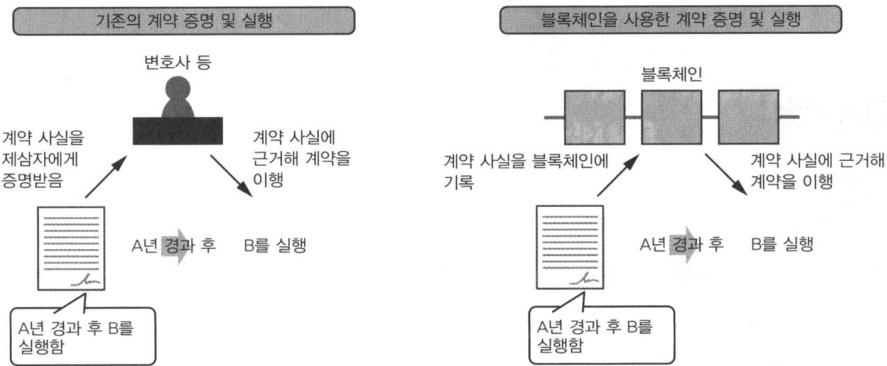 기존의 계약 증명 및 실행
변호사 등
계약 사실을
제삼자에게
증명받음
계약 사실에
근거해 계약을
이행
A년 경과 후
B를 실행
A년 경과 후 B를
실행함
블록체인을 사용한 계약 증명 및 실행
블록체인
계약 사실을 블록체인에
기록
계약 사실에 근거해
계약을 이행
A년 경과 후
B를 실행
A년 경과 후 B를
실행함